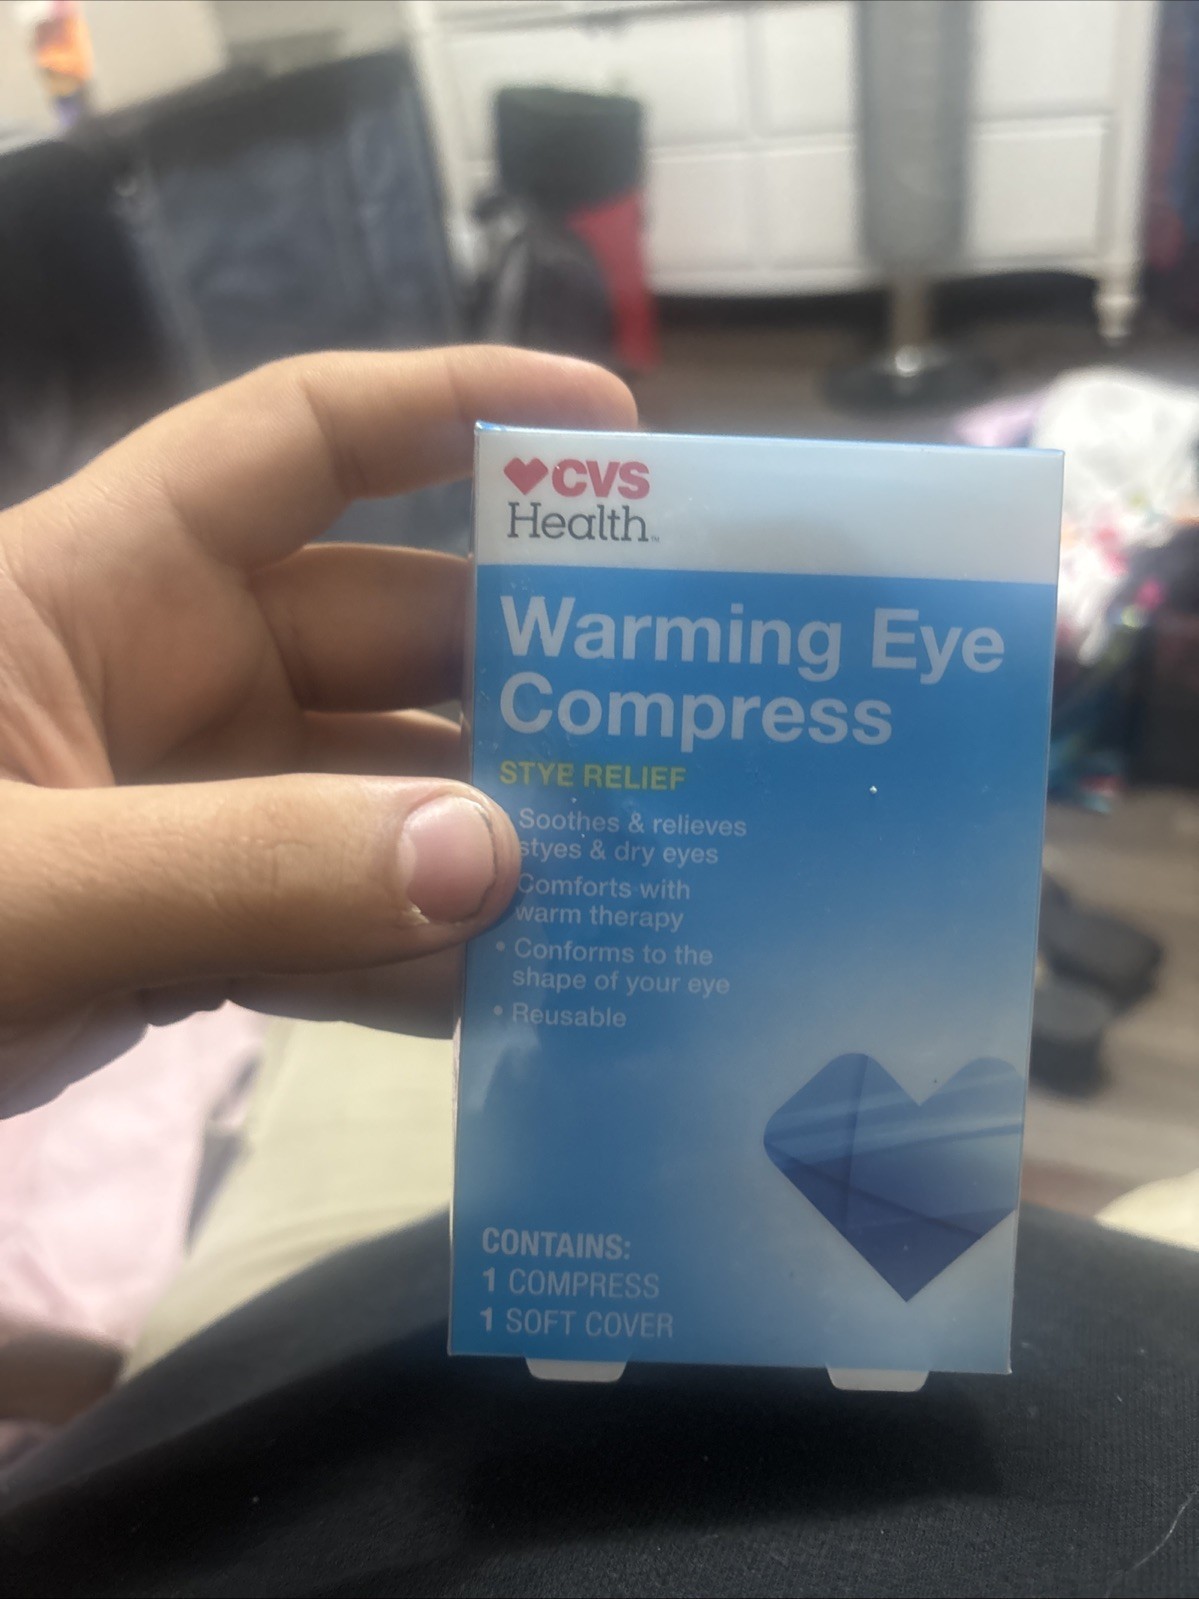 CVS
Health™
Warming Eye
Compress
STYE RELIEF
Soothes & relieves
styes & dry eyes
Comforts with
warm therapy
• Conforms to the
shape of your eye
• Reusable
CONTAINS:
1 COMPRESS
1 SOFT COVER